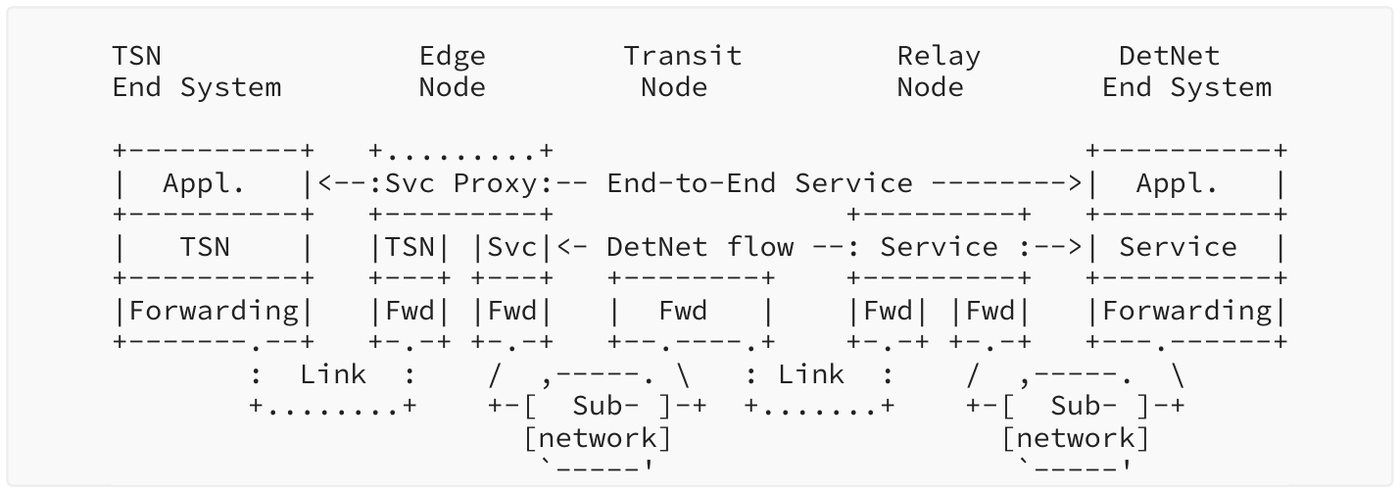 TSN                Edge        Transit         Relay        DetNet
End System        Node         Node           Node        End System
+----------+   +.........+                                +----------+
|  Appl.   |<--:Svc Proxy:-- End-to-End Service -------->|  Appl.   |
+----------+   +---------+                  +---------+   +----------+
|   TSN    |   |TSN| |Svc|<- DetNet flow --: Service :-->| Service  |
+----------+   +---+ +---+   +--------+    +---------+   +----------+
|Forwarding|   |Fwd| |Fwd|   |  Fwd   |    |Fwd| |Fwd|   |Forwarding|
+-------.--+   +-.-+ +-.-+   +--.----.+    +-.-+ +-.-+   +---.------+
        :  Link  :    /  ,-----. \   : Link  :    /  ,-----.  \
        +........+    +-[  Sub- ]-+  +.......+    +-[  Sub- ]-+
                        [network]                   [network]
                         `-----'                     `-----'